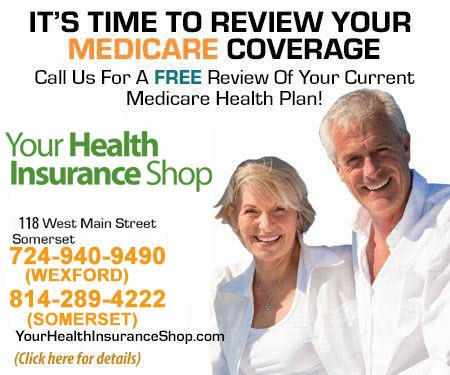 IT'S TIME TO REVIEW YOUR
MEDICARE COVERAGE
Call Us For A FREE Review Of Your Current
Medicare Health Plan!
Your Health
Insurance Shop
118 West Main Street
Somerset
724-940-9490
(WEXFORD)
814-289-4222
(SOMERSET)
YourHealthInsuranceShop.com
(Click here for details)